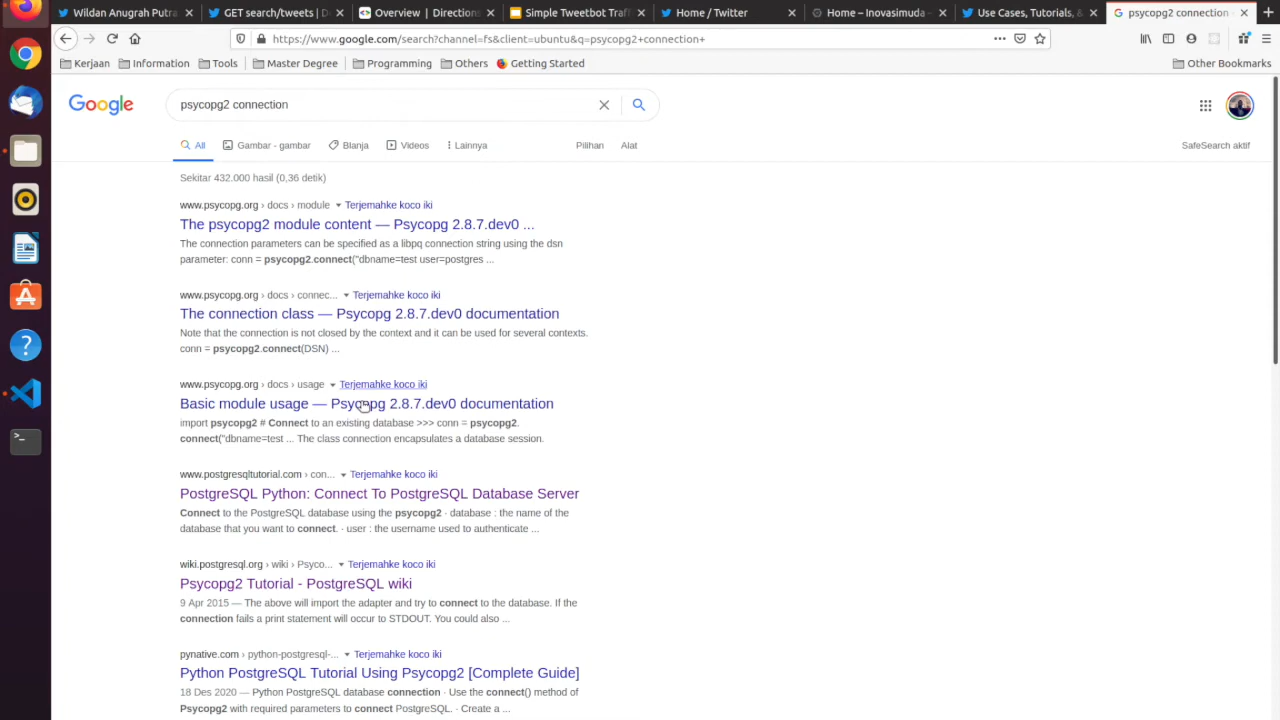 Wildan Anugrah Putra
GET search/tweets | D
Overview | Directions
Simple Tweetbot Traf
Home / Twitter
Home – Inovasimuda
Use Cases, Tutorials, &
psycopg2 connection -
https://www.google.com/search?channel=fs&client=ubuntu&q=psycopg2+connection+
Kerjaan
Information
Tools
Master Degree
Programming
Others
Getting Started
Other Bookmarks
Google
psycopg2 connection
All
Gambar - gambar
Blanja
Videos
Lainnya
Pilihan
Alat
SafeSearch aktif
Sekitar 432.000 hasil (0,36 detik)
www.psycopg.org › docs › module ▾ Terjemahke koco iki
The psycopg2 module content — Psycopg 2.8.7.dev0 ...
The connection parameters can be specified as a libpq connection string using the dsn
parameter: conn = psycopg2.connect("dbname=test user=postgres ...
www.psycopg.org › docs › connec... ▾ Terjemahke koco iki
The connection class — Psycopg 2.8.7.dev0 documentation
Note that the connection is not closed by the context and it can be used for several contexts.
conn = psycopg2.connect(DSN) ...
www.psycopg.org › docs › usage ▾ Terjemahke koco iki
Basic module usage — Psycopg 2.8.7.dev0 documentation
import psycopg2 # Connect to an existing database >>> conn = psycopg2.
connect("dbname=test ... The class connection encapsulates a database session.
www.postgresqltutorial.com › con... ▾ Terjemahke koco iki
PostgreSQL Python: Connect To PostgreSQL Database Server
Connect to the PostgreSQL database using the psycopg2 · database : the name of the
database that you want to connect. · user : the username used to authenticate ...
wiki.postgresql.org › wiki › Psyco... ▾ Terjemahke koco iki
Psycopg2 Tutorial - PostgreSQL wiki
9 Apr 2015 — The above will import the adapter and try to connect to the database. If the
connection fails a print statement will occur to STDOUT. You could also ...
pynative.com › python-postgresql-... ▾ Terjemahke koco iki
Python PostgreSQL Tutorial Using Psycopg2 [Complete Guide]
18 Des 2020 — Python PostgreSQL database connection · Use the connect() method of
Psycopg2 with required parameters to connect PostgreSQL. · Create a ...